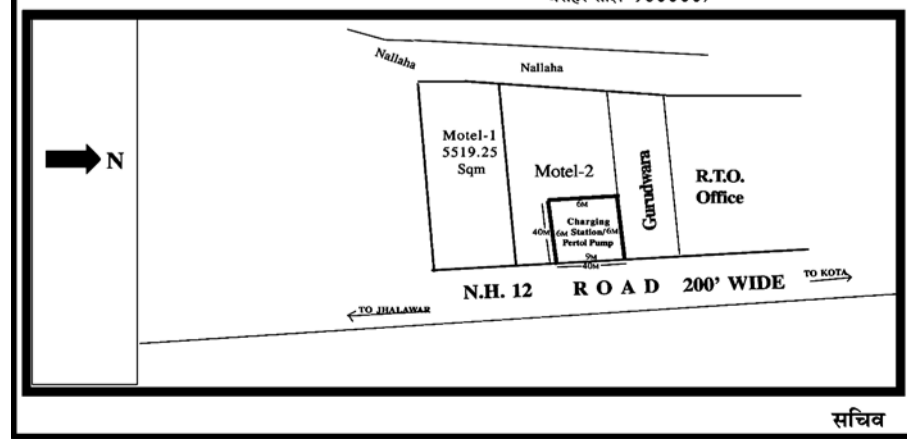 Nallaha
Nallaha
N
Motel-1
5519.25
Sqm
Motel-2
Gurudwara
R.T.O.
Office
6M
Charging
40M 6M Station/6M
Pertol Pump
9M
40M
N.H. 12 ROAD 200' WIDE
TO KOTA
TO JHALAWAR
सचिव